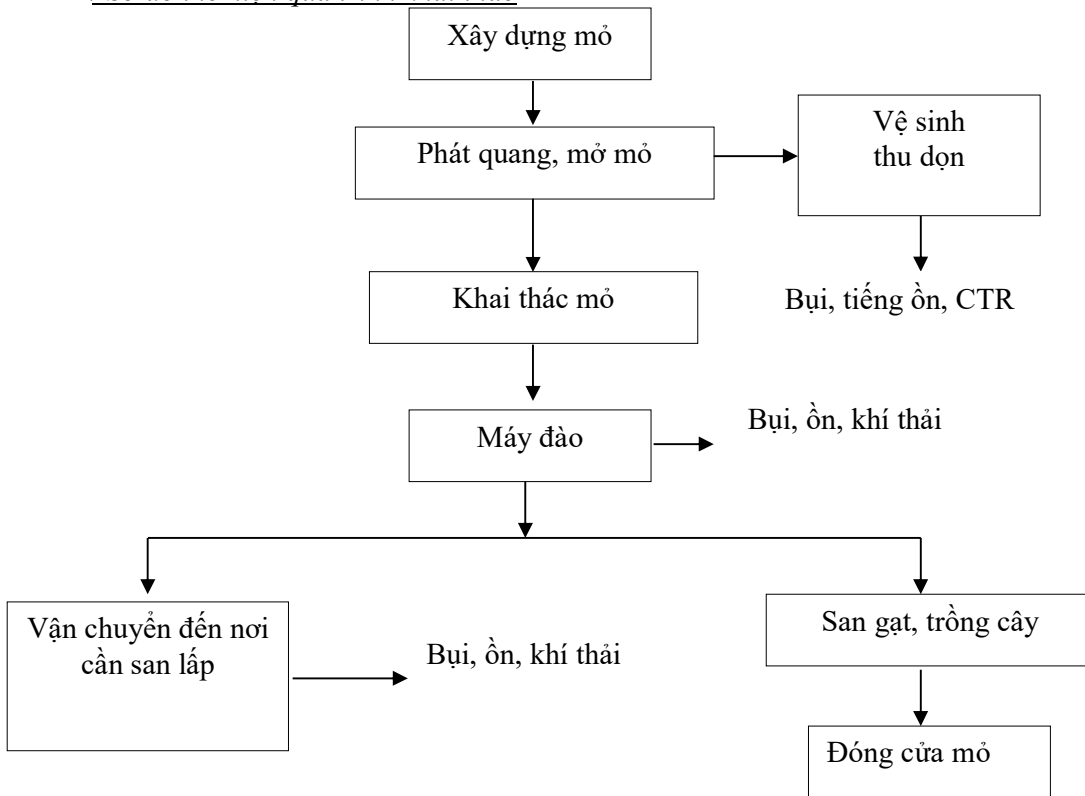 Xây dựng mỏ
Phát quang, mở mỏ
Vệ sinh
thu dọn
Khai thác mỏ
Bụi, tiếng ồn, CTR
Máy đào
Bụi, ồn, khí thải
Vận chuyển đến nơi
cần san lấp
Bụi, ồn, khí thải
San gạt, trồng cây
Đóng cửa mỏ